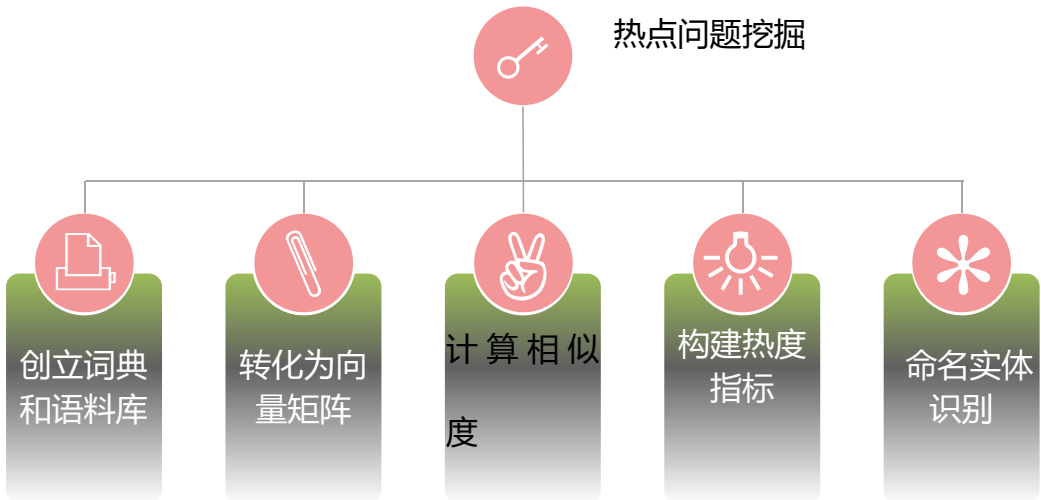 热点问题挖掘
创立词典
和语料库
转化为向
量矩阵
计算相似
度
构建热度
指标
命名实体
识别